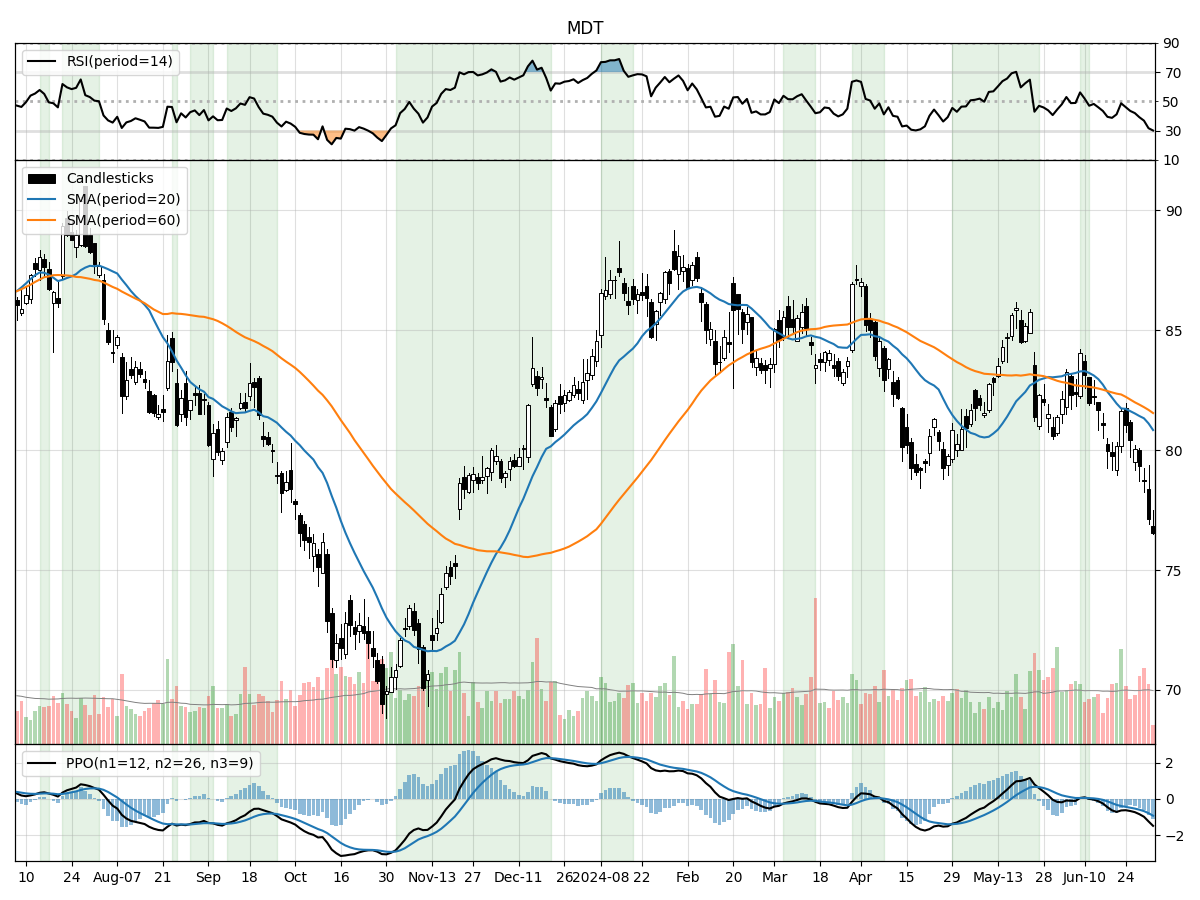 MDT
RSI(period=14)
90
70
50
30
10
Candlesticks
SMA(period=20)
SMA(period=60)
90
85
80
75
70
PPO(n1=12, n2=26, n3=9)
2
0
−2
10 24 Aug-07 21 Sep 18 Oct 16 30 Nov-13 27 Dec-11 26 2024-08 22 Feb 20 Mar 18 Apr 15 29 May-13 28 Jun-10 24